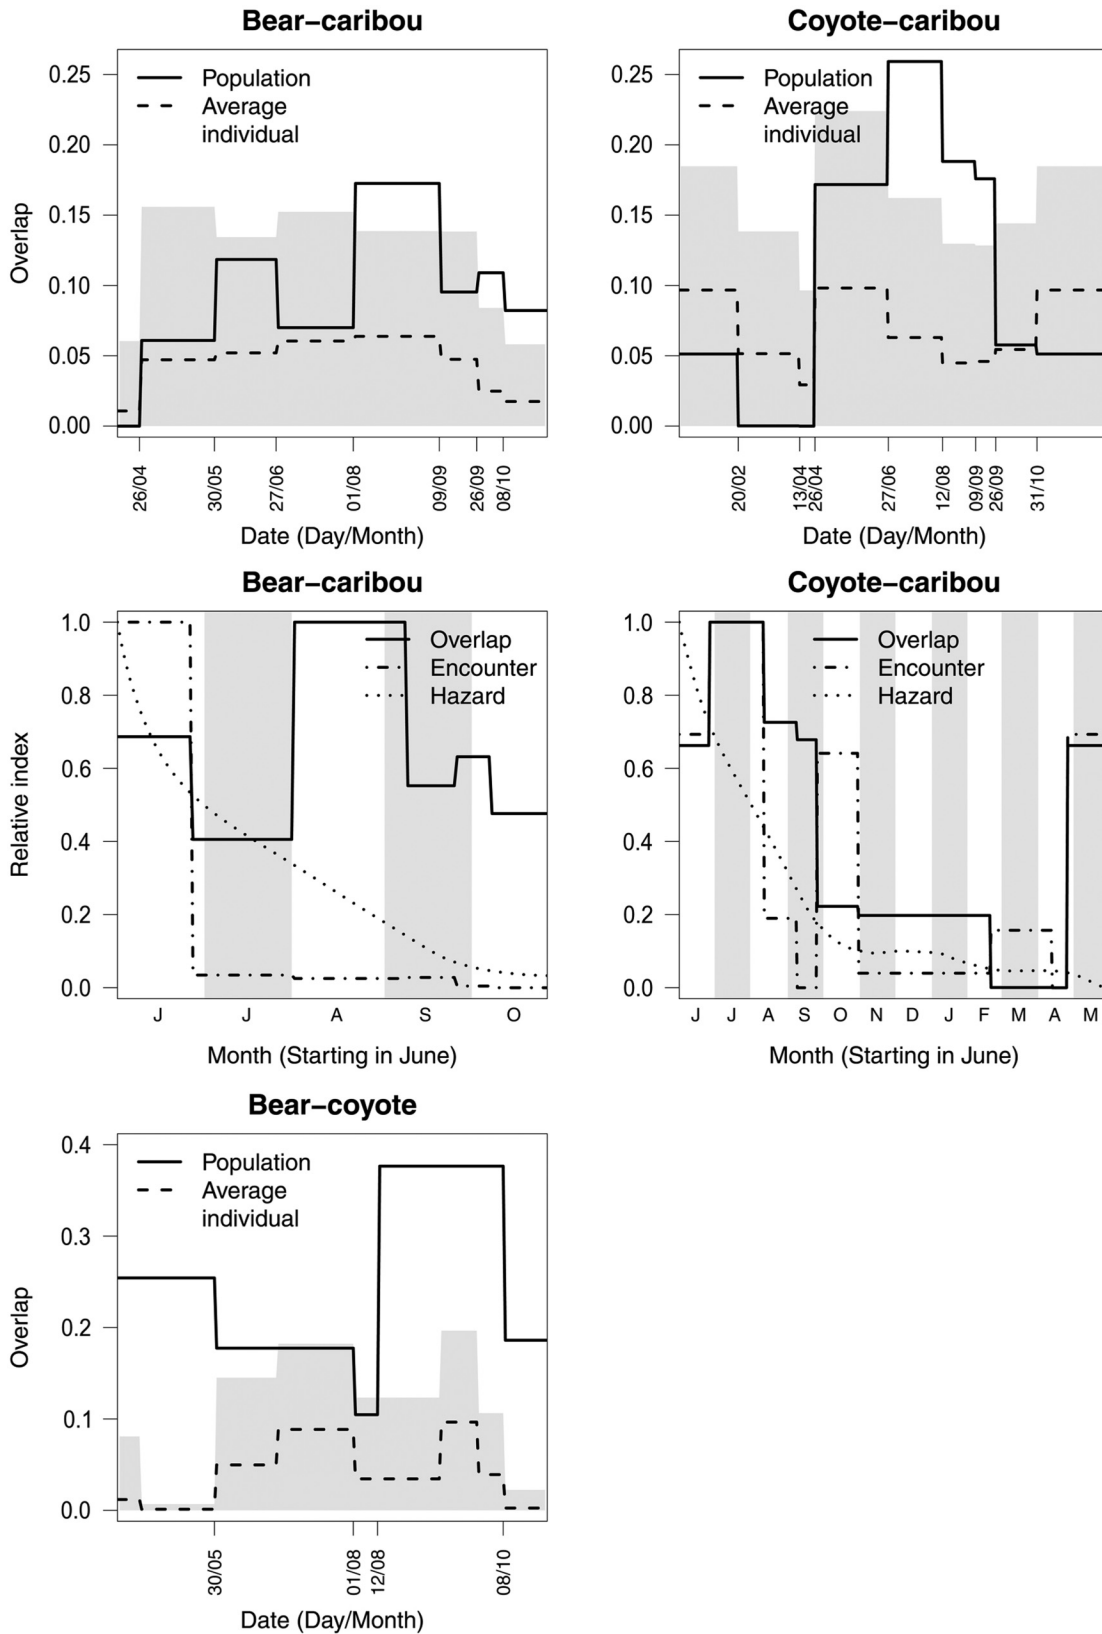 Bear–caribou
Coyote–caribou
Overlap
0.25
0.20
0.15
0.10
0.05
0.00
Population
Average
individual
26/04
30/05
27/06
01/08
09/09
26/09
08/10
Date (Day/Month)
0.25
0.20
0.15
0.10
0.05
0.00
Population
Average
individual
20/02
13/04
26/04
27/06
12/08
09/09
26/09
31/10
Date (Day/Month)
Bear–caribou
Coyote–caribou
Relative index
1.0
0.8
0.6
0.4
0.2
0.0
Overlap
Encounter
Hazard
J J A S O
Month (Starting in June)
1.0
0.8
0.6
0.4
0.2
0.0
Overlap
Encounter
Hazard
J J A S O N D J F M A M
Month (Starting in June)
Bear–coyote
Overlap
0.4
0.3
0.2
0.1
0.0
Population
Average
individual
30/05
01/08
12/08
08/10
Date (Day/Month)